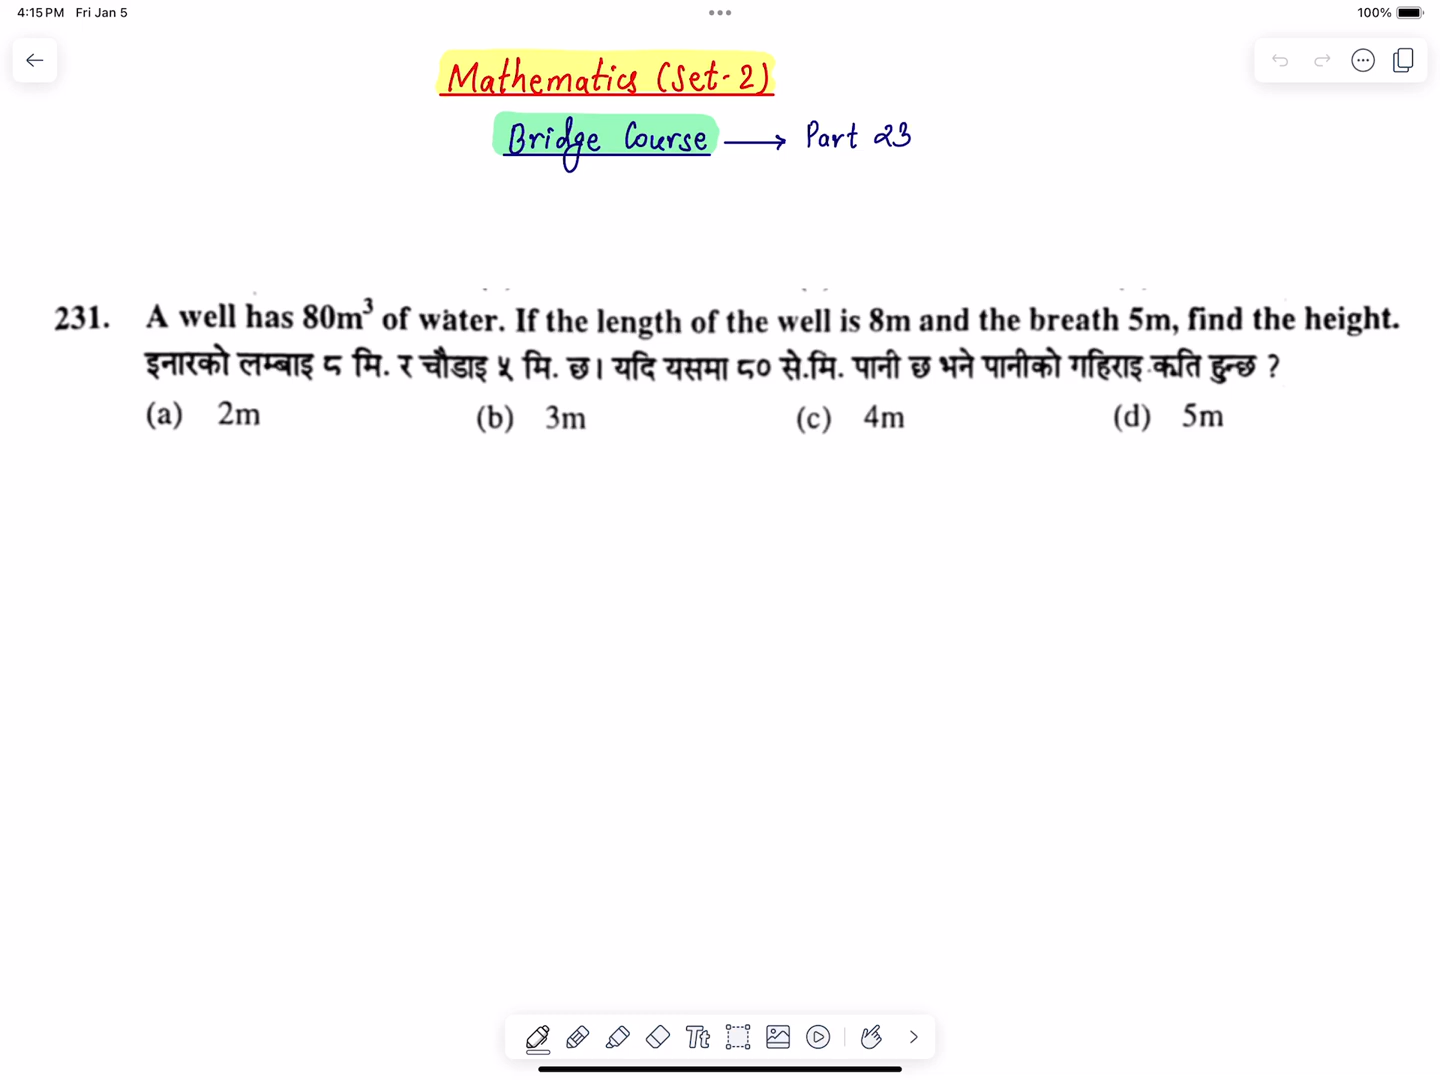 4:15 PM Fri Jan 5
100%
Mathematics (Set-2)
Bridge Course → Part 23
231. A well has 80m³ of water. If the length of the well is 8m and the breath 5m, find the height.
इनारको लम्बाइ ८ मि. र चौडाइ ५ मि. छ। यदि यसमा ८० से.मि. पानी छ भने पानीको गहिराइ कति हुन्छ ?
(a) 2m (b) 3m (c) 4m (d) 5m
Tt